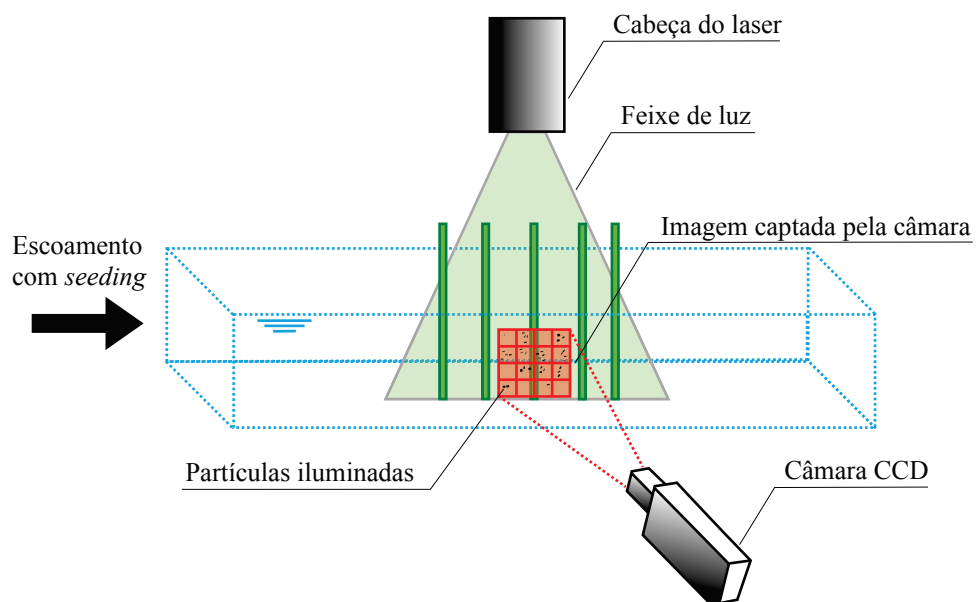 Cabeça do laser
Feixe de luz
Imagem captada pela câmara
Escoamento
com seeding
Partículas iluminadas
Câmara CCD